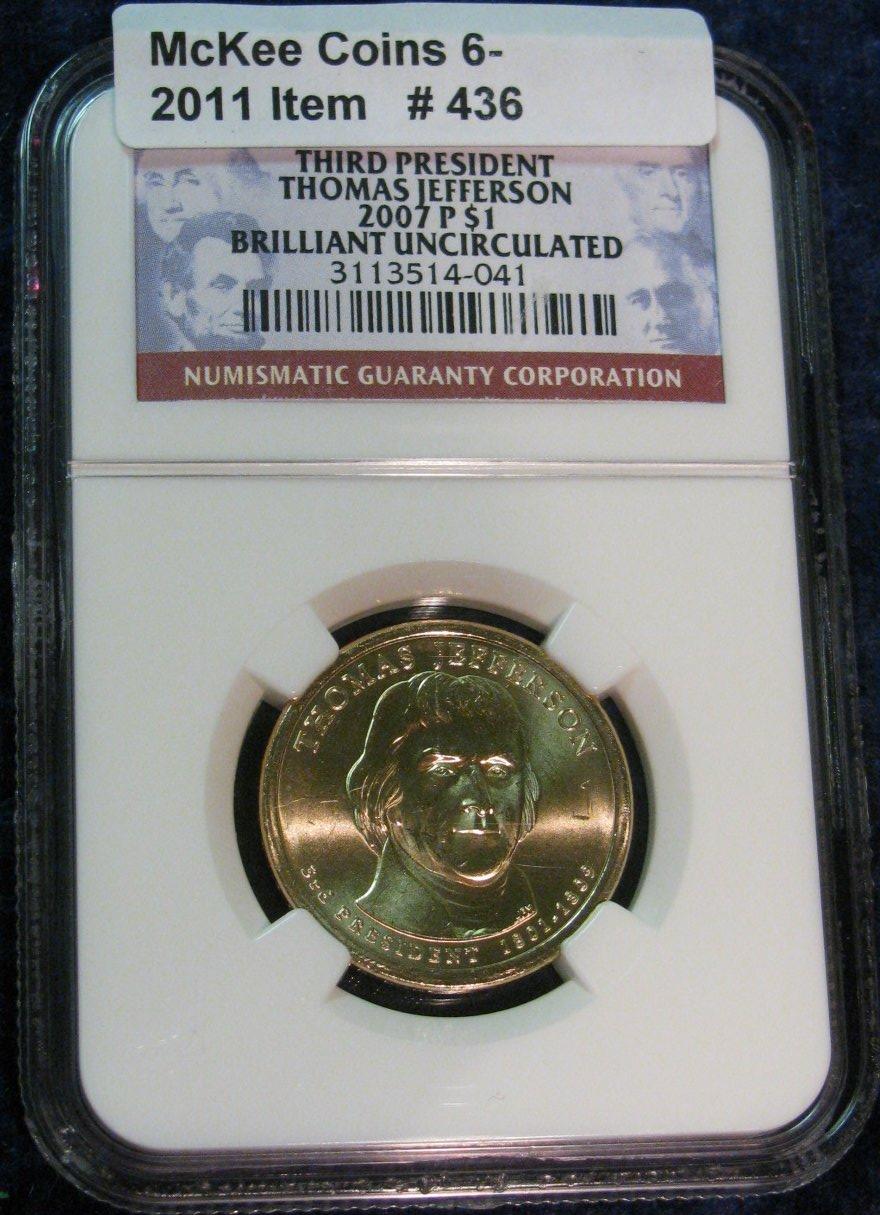 McKee Coins 6-
2011 Item # 436
THIRD PRESIDENT
THOMAS JEFFERSON
2007 P $1
BRILLIANT UNCIRCULATED
3113514-041
NUMISMATIC GUARANTY CORPORATION
THOMAS JEFFERSON
3rd PRESIDENT 1801-1809